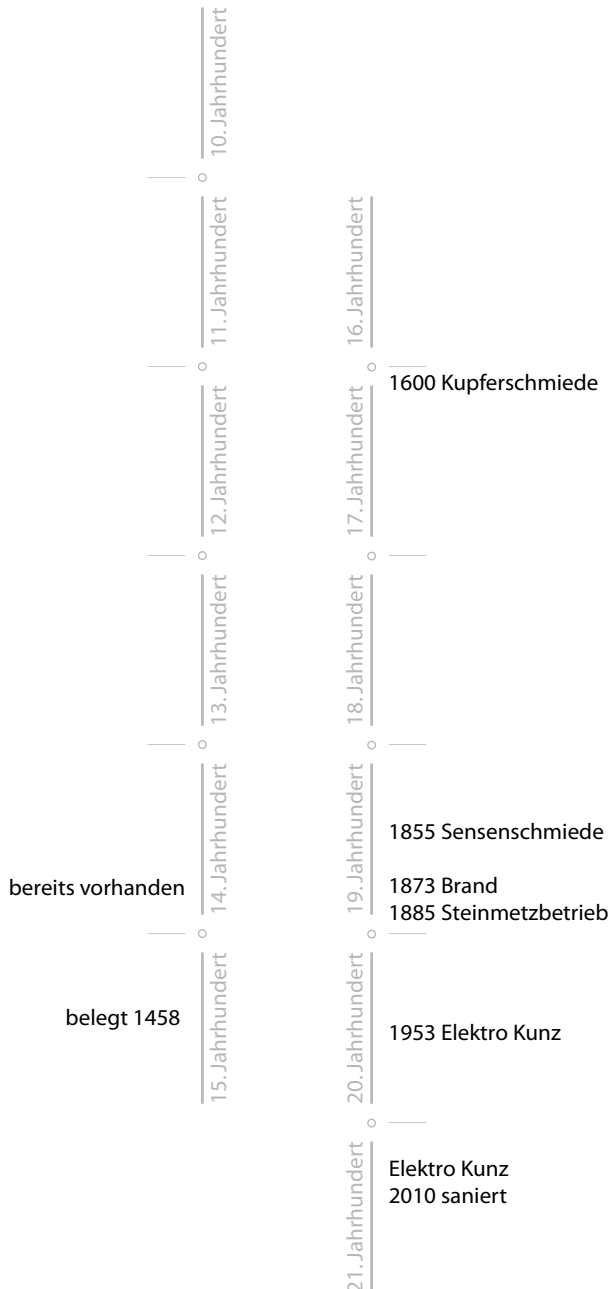 10. Jahrhundert
11. Jahrhundert
12. Jahrhundert
13. Jahrhundert
14. Jahrhundert
bereits vorhanden
15. Jahrhundert
belegt 1458
16. Jahrhundert
1600 Kupferschmiede
17. Jahrhundert
18. Jahrhundert
19. Jahrhundert
1855 Sensenschmiede
1873 Brand
1885 Steinmetzbetrieb
20. Jahrhundert
1953 Elektro Kunz
21. Jahrhundert
Elektro Kunz
2010 saniert